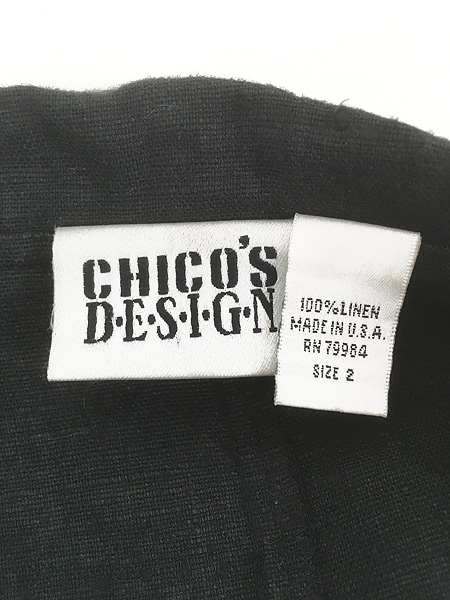 CHICO'S
D·E·S·I·G·N
100% LINEN
MADE IN U.S.A.
RN 79984
SIZE 2